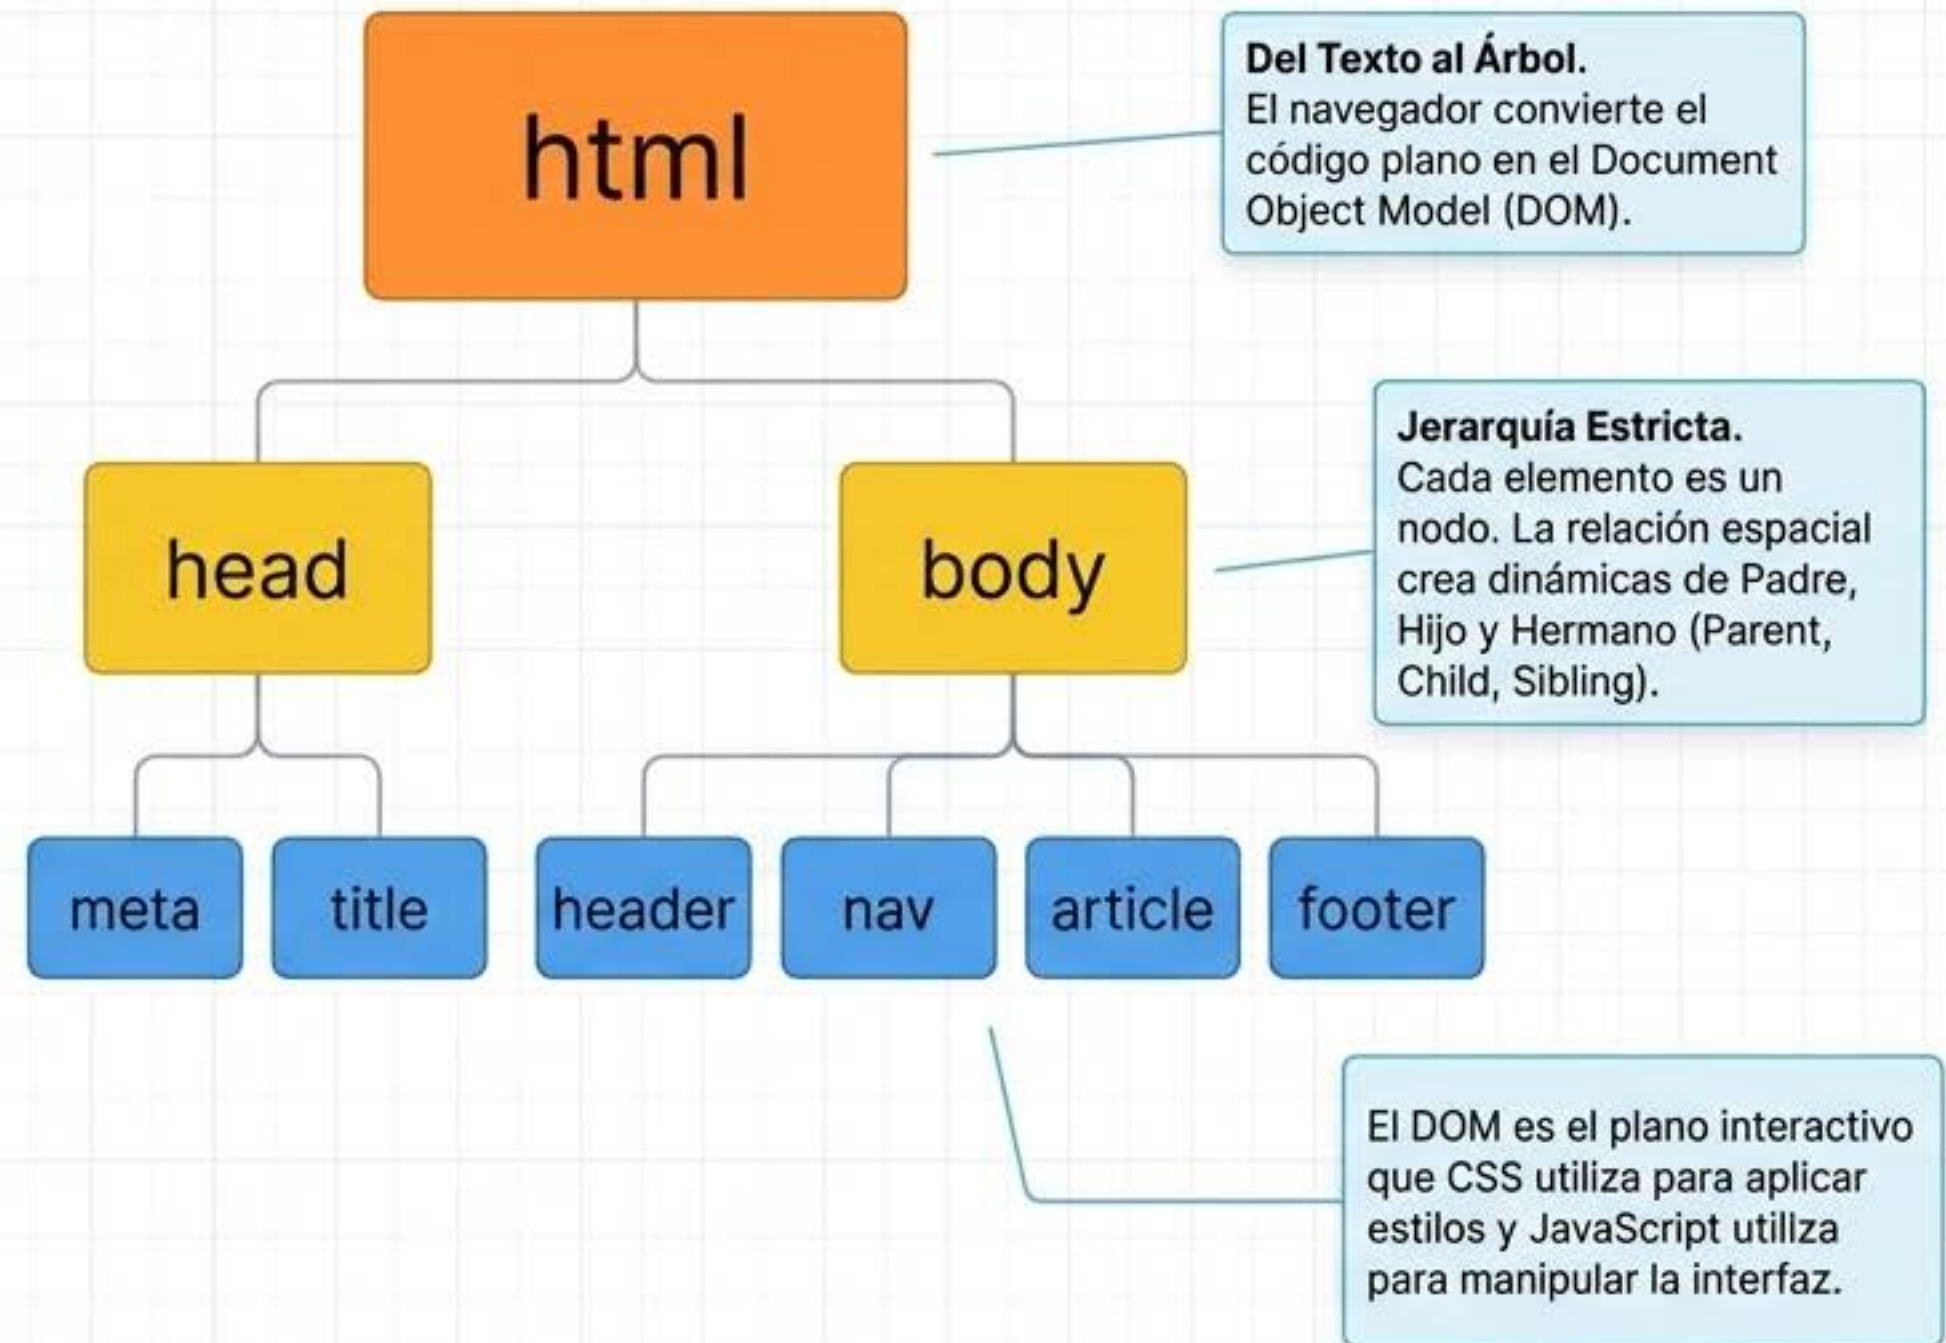 html
Del Texto al Árbol.
El navegador convierte el
código plano en el Document
Object Model (DOM).
head
body
Jerarquía Estricta.
Cada elemento es un
nodo. La relación espacial
crea dinámicas de Padre,
Hijo y Hermano (Parent,
Child, Sibling).
meta
title
header
nav
article
footer
El DOM es el plano interactivo
que CSS utiliza para aplicar
estilos y JavaScript utilIza
para manipular la interfaz.